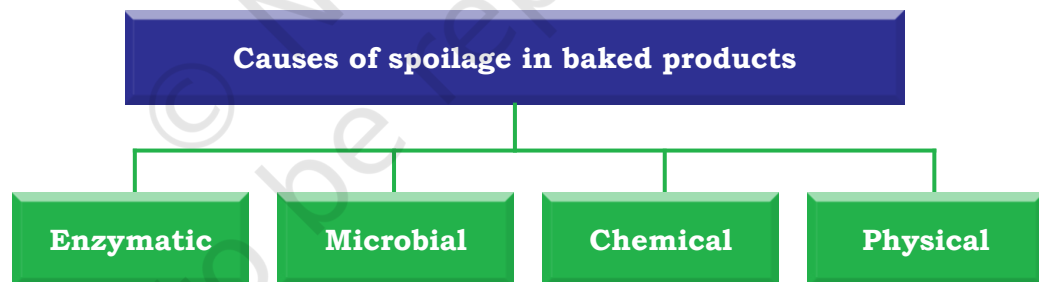 Causes of spoilage in baked products
Enzymatic Microbial Chemical Physical